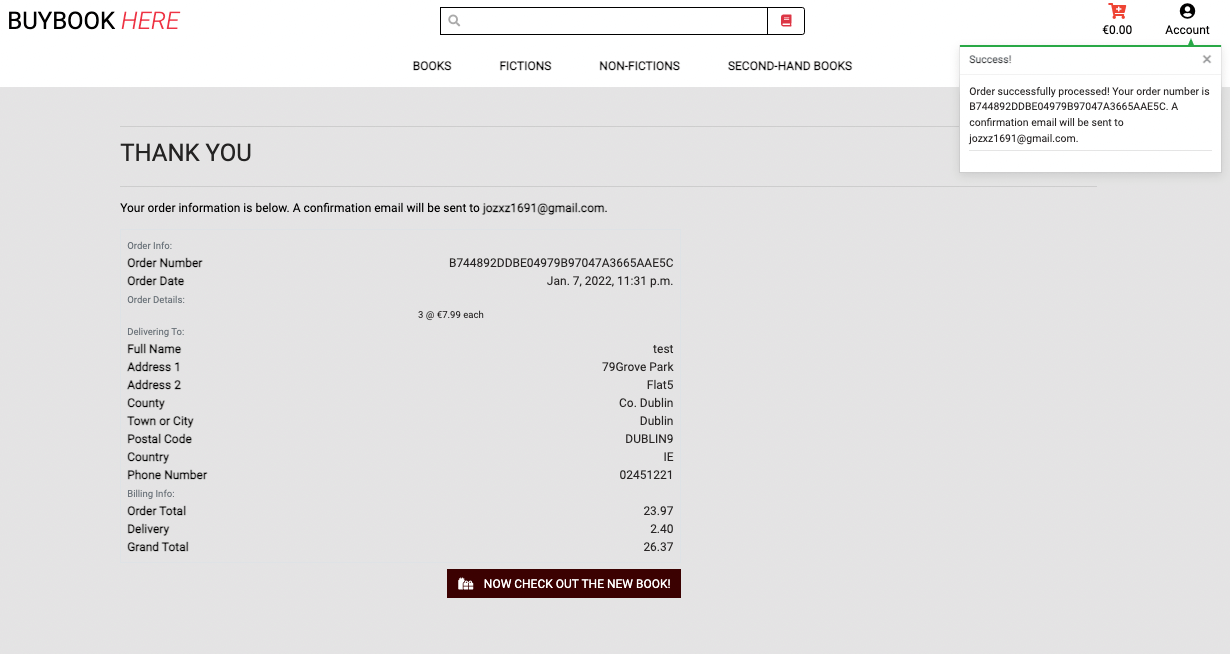 BUYBOOK HERE
€0.00
Account
BOOKS FICTIONS NON-FICTIONS SECOND-HAND BOOKS
Success!
Order successfully processed! Your order number is
B744892DDBE04979B97047A3665AAE5C. A
confirmation email will be sent to
jozxz1691@gmail.com.
THANK YOU
Your order information is below. A confirmation email will be sent to jozxz1691@gmail.com.
Order Info:
Order Number B744892DDBE04979B97047A3665AAE5C
Order Date Jan. 7, 2022, 11:31 p.m.
Order Details:
3 @ €7.99 each
Delivering To:
Full Name test
Address 1 79Grove Park
Address 2 Flat5
County Co. Dublin
Town or City Dublin
Postal Code DUBLIN9
Country IE
Phone Number 02451221
Billing Info:
Order Total 23.97
Delivery 2.40
Grand Total 26.37
NOW CHECK OUT THE NEW BOOK!